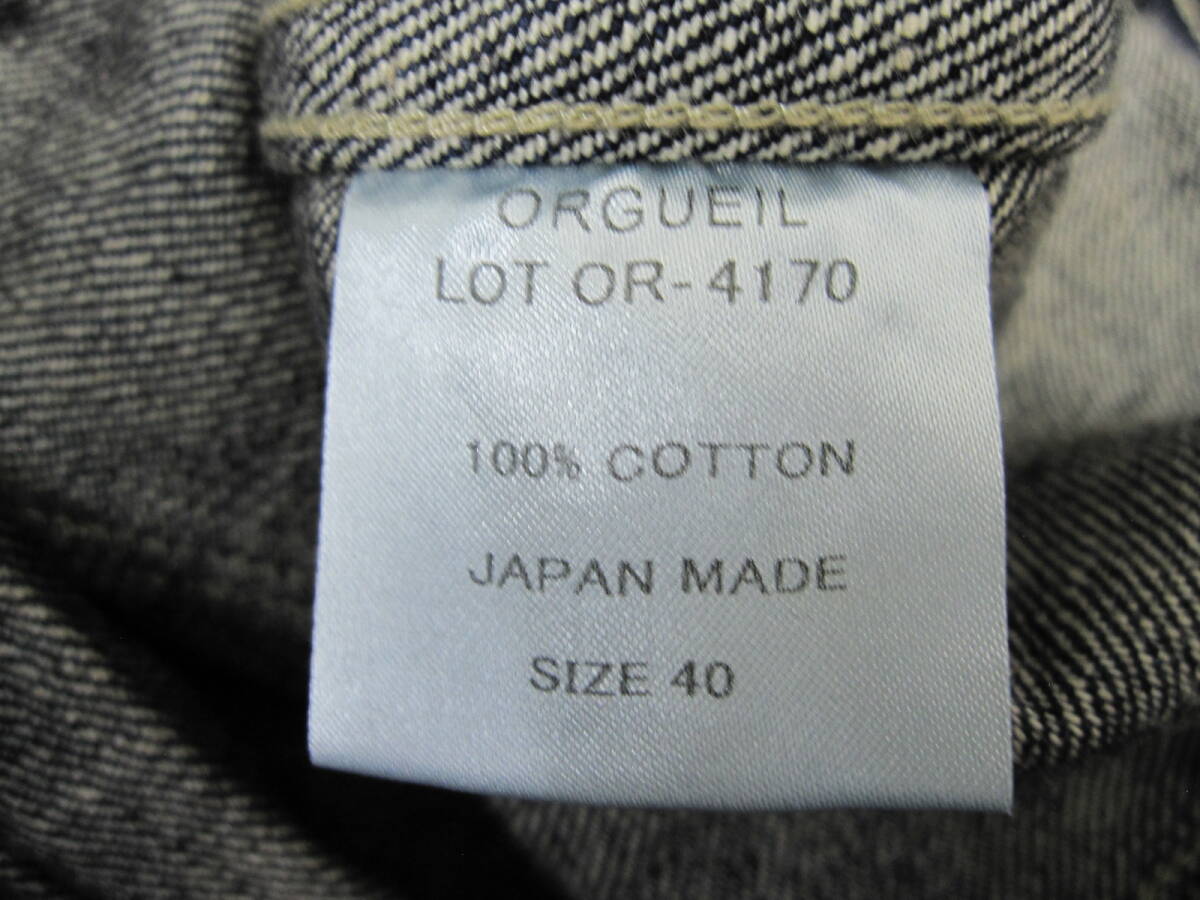 ORGUEIL
LOT OR-4170
100% COTTON
JAPAN MADE
SIZE 40